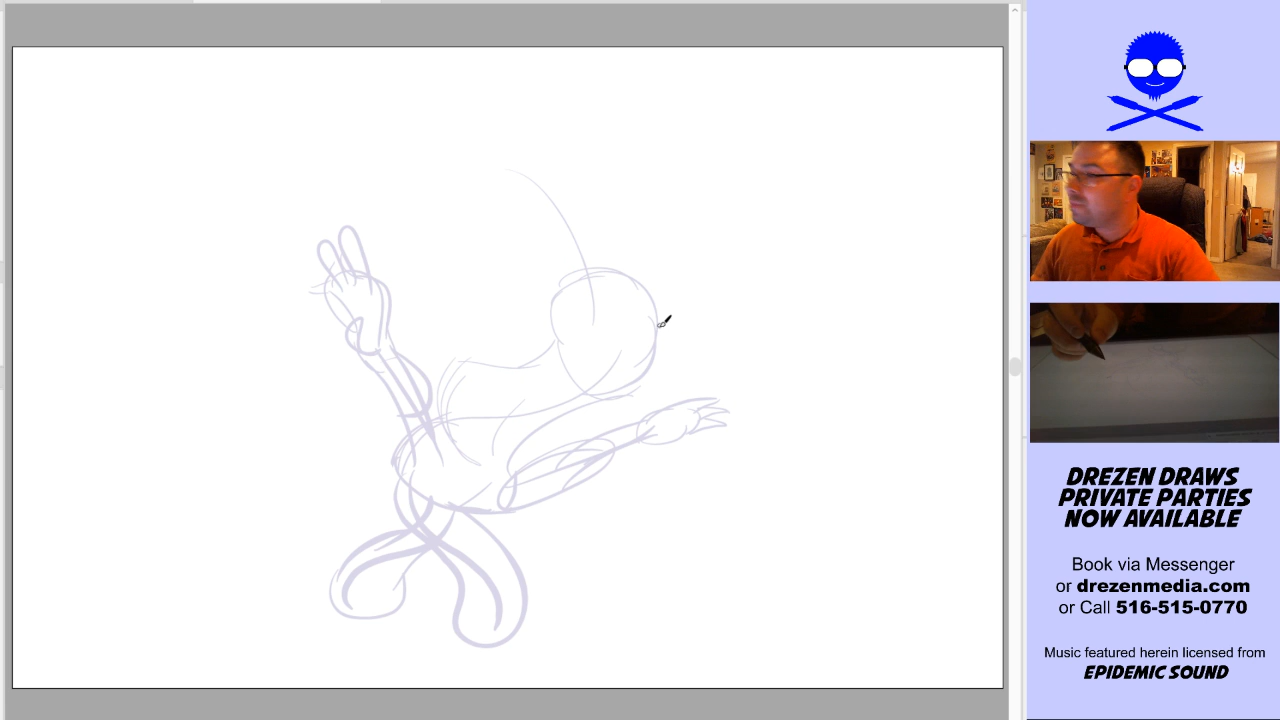 DREZEN DRAWS
PRIVATE PARTIES
NOW AVAILABLE
Book via Messenger
or drezenmedia.com
or Call 516-515-0770
Music featured herein licensed from
EPIDEMIC SOUND